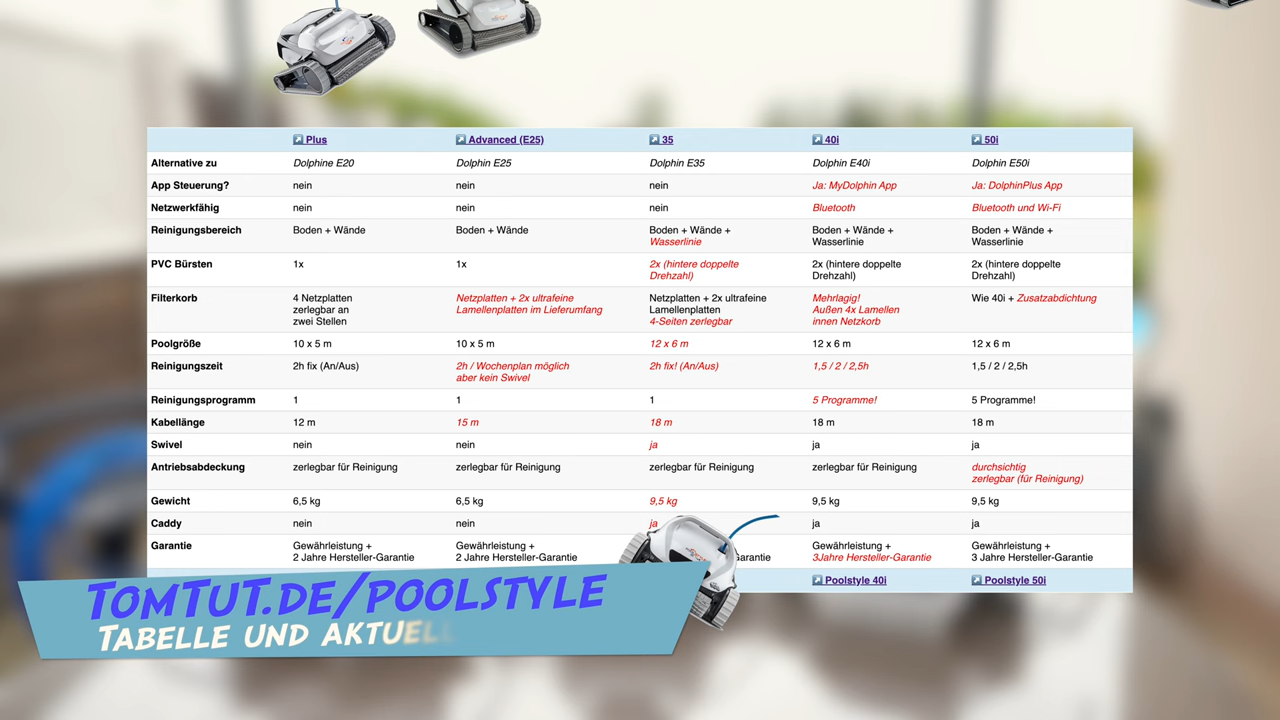 Plus Advanced (E25) 35 40i 50i
Alternative zu Dolphine E20 Dolphin E25 Dolphin E35 Dolphin E40i Dolphin E50i
App Steuerung? nein nein nein Ja: MyDolphin App Ja: DolphinPlus App
Netzwerkfähig nein nein nein Bluetooth Bluetooth und Wi-Fi
Reinigungsbereich Boden + Wände Boden + Wände Boden + Wände + Boden + Wände + Boden + Wände +
Wasserlinie Wasserlinie Wasserlinie
PVC Bürsten 1x 1x 2x (hintere doppelte 2x (hintere doppelte 2x (hintere doppelte
Drehzahl) Drehzahl) Drehzahl)
Filterkorb 4 Netzplatten Netzplatten + 2x ultrafeine Netzplatten + 2x ultrafeine Mehrlagig! Wie 40i + Zusatzabdichtung
zerlegbar an Lamellenplatten im Lieferumfang Lamellenplatten Außen 4x Lamellen
zwei Stellen 4-Seiten zerlegbar innen Netzkorb
Poolgröße 10 x 5 m 10 x 5 m 12 x 6 m 12 x 6 m 12 x 6 m
Reinigungszeit 2h fix (An/Aus) 2h / Wochenplan möglich 2h fix! (An/Aus) 1,5 / 2 / 2,5h 1,5 / 2 / 2,5h
aber kein Swivel
Reinigungsprogramm 1 1 1 5 Programme! 5 Programme!
Kabellänge 12 m 15 m 18 m 18 m 18 m
Swivel nein nein ja ja ja
Antriebsabdeckung zerlegbar für Reinigung zerlegbar für Reinigung zerlegbar für Reinigung zerlegbar für Reinigung durchsichtig
zerlegbar (für Reinigung)
Gewicht 6,5 kg 6,5 kg 9,5 kg 9,5 kg 9,5 kg
Caddy nein nein ja ja ja
Garantie Gewährleistung + Gewährleistung + Gewährleistung + Gewährleistung +
2 Jahre Hersteller-Garantie 2 Jahre Hersteller-Garantie 3Jahre Hersteller-Garantie 3 Jahre Hersteller-Garantie
Poolstyle 40i Poolstyle 50i
TOMTUT.DE/POOLSTYLE
TABELLE UND